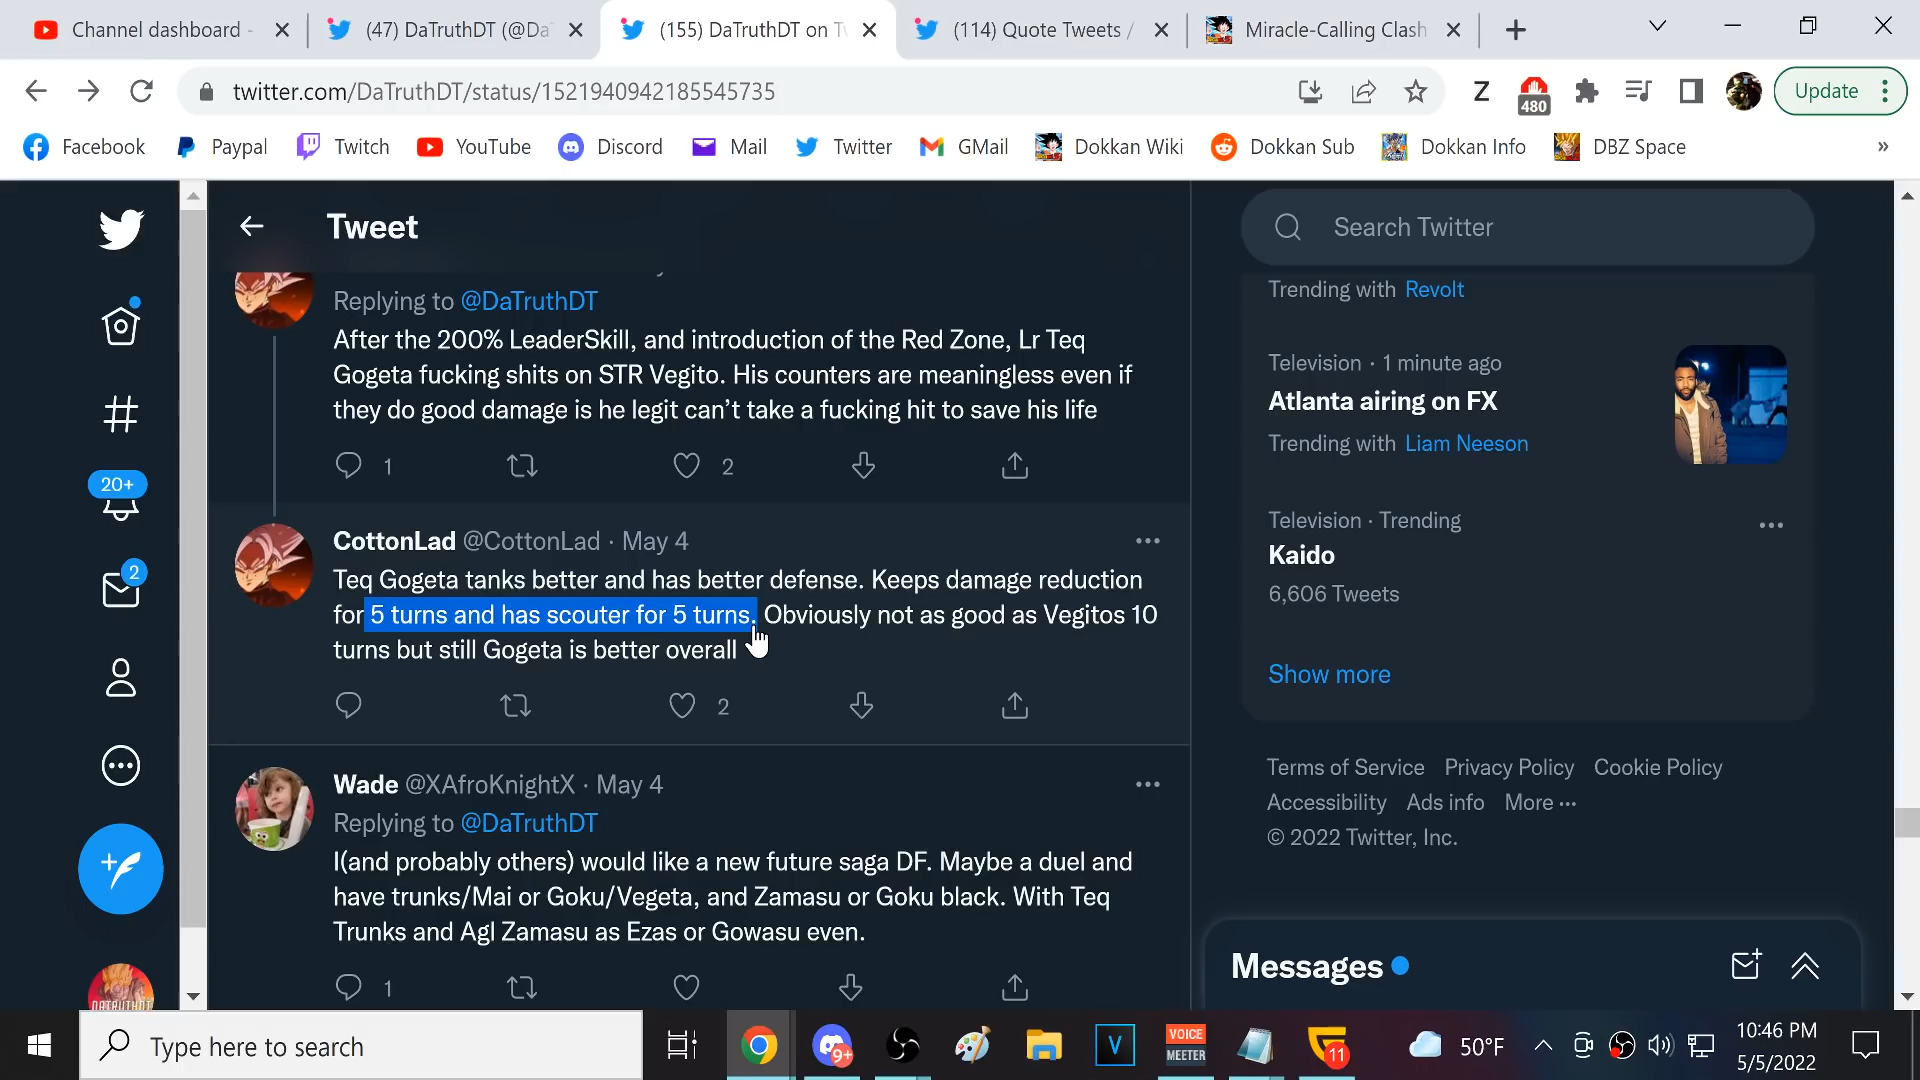 Channel dashboard -
(47) DaTruthDT (@Da
(155) DaTruthDT on Tw
(114) Quote Tweets /
Miracle-Calling Clash
twitter.com/DaTruthDT/status/1521940942185545735
Z
480
Update
Facebook
Paypal
Twitch
YouTube
Discord
Mail
Twitter
GMail
Dokkan Wiki
Dokkan Sub
Dokkan Info
DBZ Space
»
Tweet
Search Twitter
Replying to @DaTruthDT
After the 200% LeaderSkill, and introduction of the Red Zone, Lr Teq
Gogeta fucking shits on STR Vegito. His counters are meaningless even if
they do good damage is he legit can’t take a fucking hit to save his life
1
2
CottonLad @CottonLad · May 4
Teq Gogeta tanks better and has better defense. Keeps damage reduction
for 5 turns and has scouter for 5 turns. Obviously not as good as Vegitos 10
turns but still Gogeta is better overall
2
Wade @XAfroKnightX · May 4
Replying to @DaTruthDT
I(and probably others) would like a new future saga DF. Maybe a duel and
have trunks/Mai or Goku/Vegeta, and Zamasu or Goku black. With Teq
Trunks and Agl Zamasu as Ezas or Gowasu even.
1
20+
2
DATRUTHDT
Trending with Revolt
Television · 1 minute ago
Atlanta airing on FX
Trending with Liam Neeson
Television · Trending
Kaido
6,606 Tweets
Show more
Terms of Service Privacy Policy Cookie Policy
Accessibility Ads info More ···
© 2022 Twitter, Inc.
Messages
Type here to search
9+
V
VOICE
MEETER
11
50°F
10:46 PM
5/5/2022